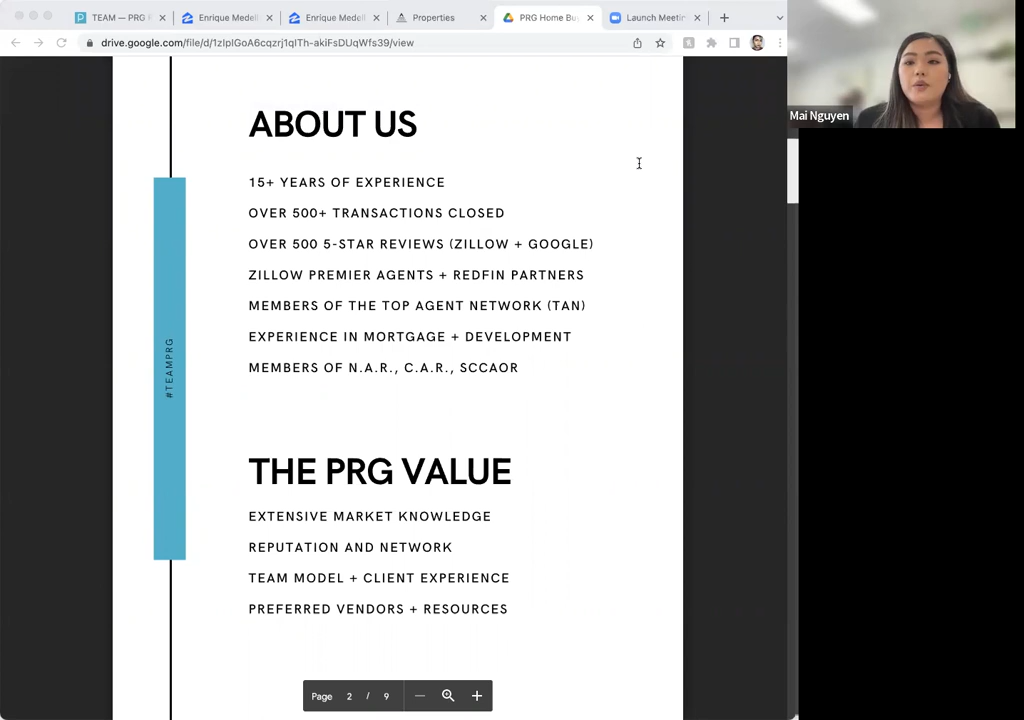 TEAM — PRG
Enrique Medell
Enrique Medell
Properties
PRG Home Bu
Launch Meetin
drive.google.com/file/d/1zIpIGoA6cqzrj1qITh-akiFsDUqWfs39/view
Mai Nguyen
ABOUT US
15+ YEARS OF EXPERIENCE
OVER 500+ TRANSACTIONS CLOSED
OVER 500 5-STAR REVIEWS (ZILLOW + GOOGLE)
ZILLOW PREMIER AGENTS + REDFIN PARTNERS
MEMBERS OF THE TOP AGENT NETWORK (TAN)
EXPERIENCE IN MORTGAGE + DEVELOPMENT
MEMBERS OF N.A.R., C.A.R., SCCAOR
#TEAMPRG
THE PRG VALUE
EXTENSIVE MARKET KNOWLEDGE
REPUTATION AND NETWORK
TEAM MODEL + CLIENT EXPERIENCE
PREFERRED VENDORS + RESOURCES
Page 2 / 9